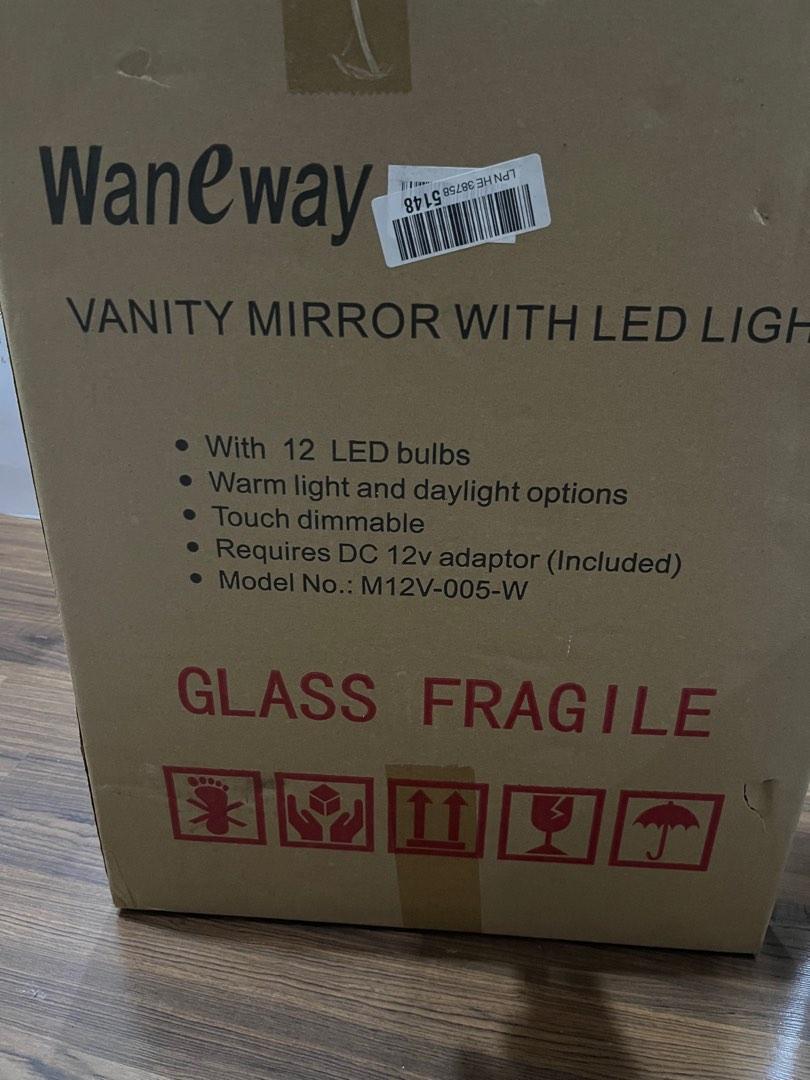 Waneway
LPN HE 38758 5148
VANITY MIRROR WITH LED LIGH
• With 12 LED bulbs
• Warm light and daylight options
• Touch dimmable
• Requires DC 12v adaptor (Included)
• Model No.: M12V-005-W
GLASS FRAGILE